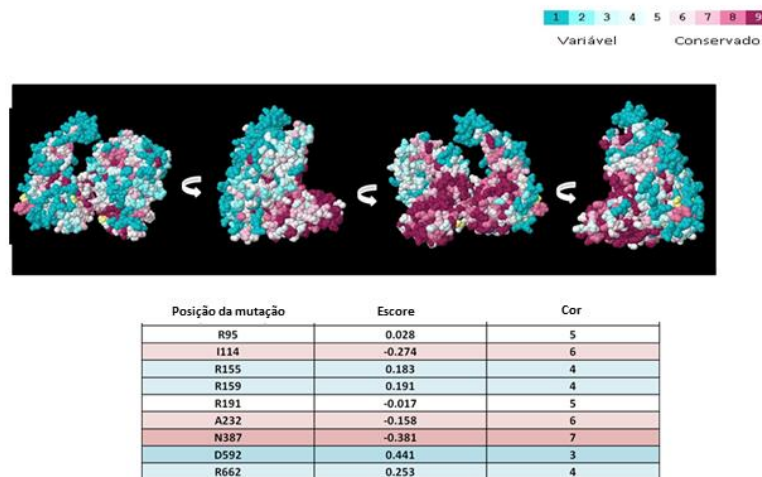 1 2 3 4 5 6 7 8 9
Variável Conservado
Posição da mutação Escore Cor
R95 0.028 5
I114 -0.274 6
R155 0.183 4
R159 0.191 4
R191 -0.017 5
A232 -0.158 6
N387 -0.381 7
D592 0.441 3
R662 0.253 4